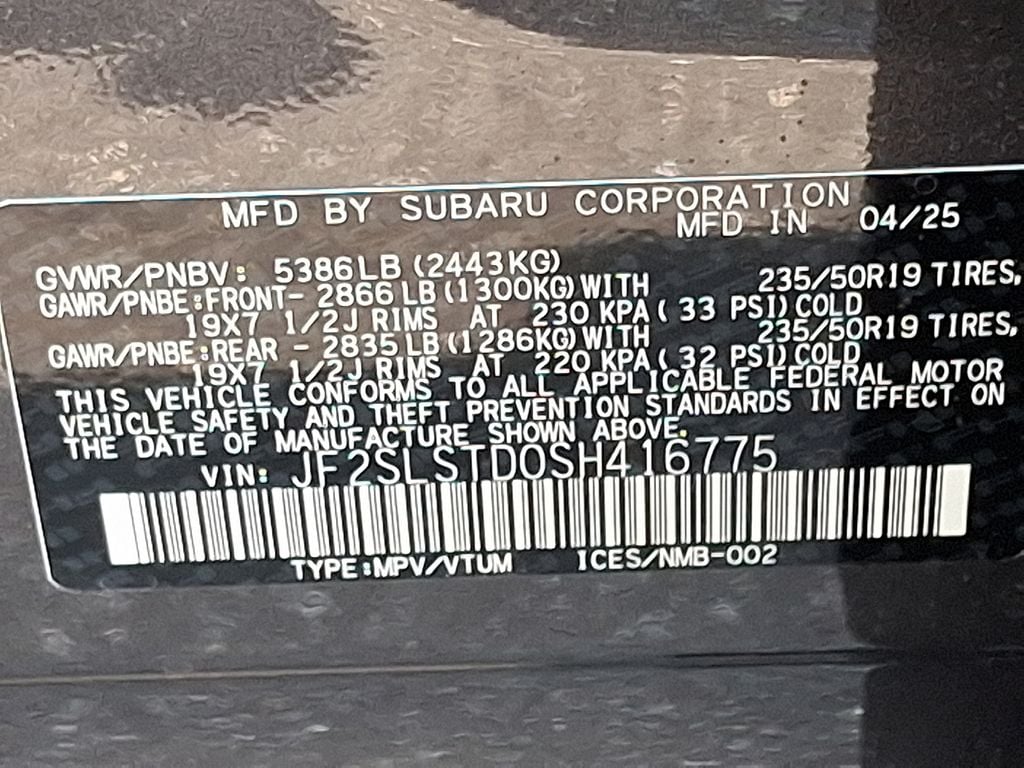 MFD BY SUBARU CORPORATION
MFD IN 04/25
GVWR/PNBV: 5386LB (2443KG)
GAWR/PNBE:FRONT- 2866 LB (1300KG) WITH 235/50R19 TIRES,
19X7 1/2J RIMS AT 230 KPA ( 33 PSI) COLD
GAWR/PNBE:REAR - 2835 LB (1286KG) WITH 235/50R19 TIRES,
19X7 1/2J RIMS AT 220 KPA ( 32 PSI) COLD
THIS VEHICLE CONFORMS TO ALL APPLICABLE FEDERAL MOTOR
VEHICLE SAFETY AND THEFT PREVENTION STANDARDS IN EFFECT ON
THE DATE OF MANUFACTURE SHOWN ABOVE.
VIN: JF2SLSTD0SH416775
TYPE:MPV/VTUM ICES/NMB-002